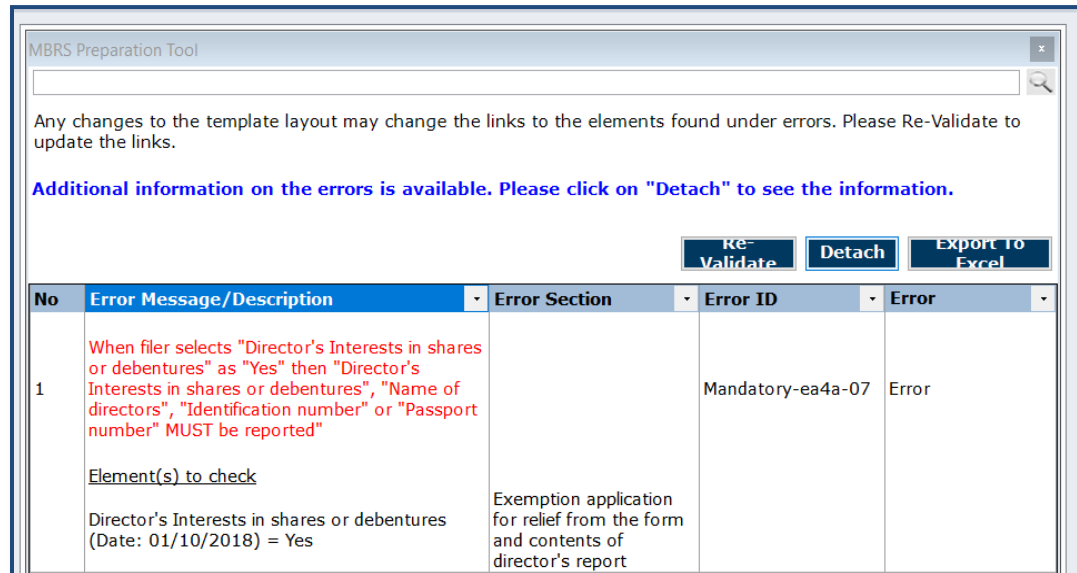 MBRS Preparation Tool
x
Any changes to the template layout may change the links to the elements found under errors. Please Re-Validate to
update the links.
Additional information on the errors is available. Please click on "Detach" to see the information.
Re-
Validate
Detach
Export To
Excel
No Error Message/Description Error Section Error ID Error
When filer selects "Director's Interests in shares
or debentures" as "Yes" then "Director's
1 Interests in shares or debentures", "Name of Mandatory-ea4a-07 Error
directors", "Identification number" or "Passport
number" MUST be reported"
Element(s) to check
Director's Interests in shares or debentures
(Date: 01/10/2018) = Yes
Exemption application
for relief from the form
and contents of
director's report